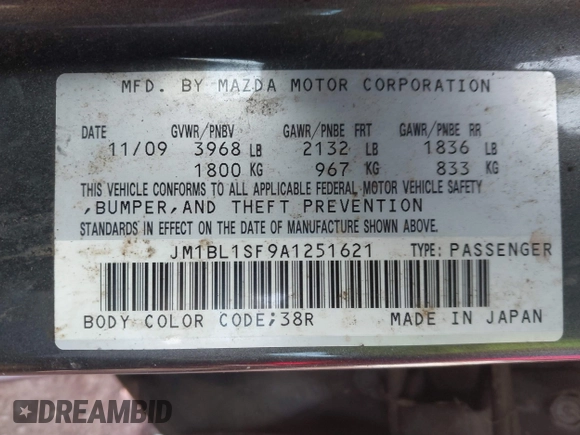 MFD. BY MAZDA MOTOR CORPORATION
DATE GVWR/PNBV GAWR/PNBE FRT GAWR/PNBE RR
11/09 3968 LB 2132 LB 1836 LB
1800 KG 967 KG 833 KG
THIS VEHICLE CONFORMS TO ALL APPLICABLE FEDERAL MOTOR VEHICLE SAFETY
,BUMPER,AND THEFT PREVENTION
STANDARDS IN EFFECT ON THE DATE OF MANUFACTURE SHOWN ABOVE.
JM1BL1SF9A1251621 TYPE: PASSENGER
BODY COLOR CODE;38R MADE IN JAPAN
DREAMBID